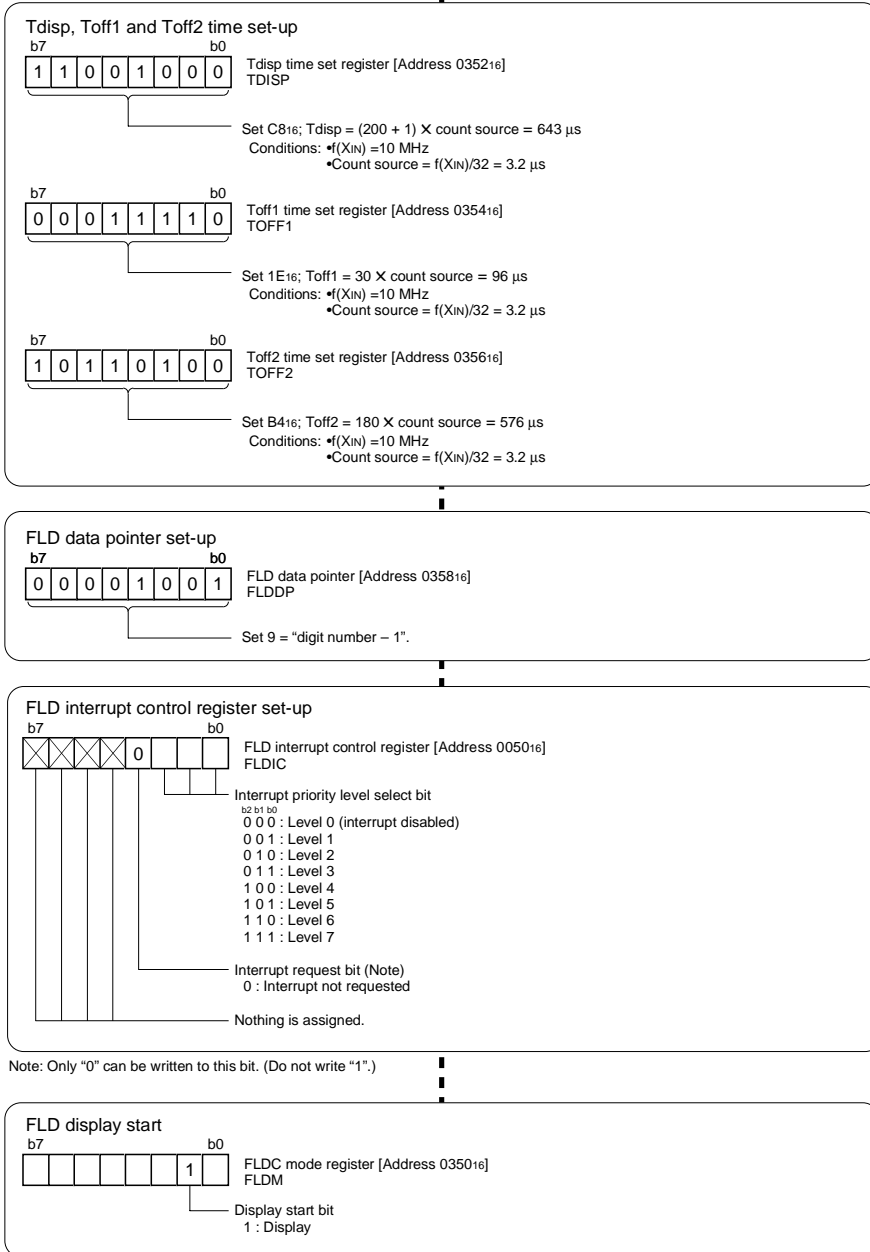 Tdisp, Toff1 and Toff2 time set-up
b7 b0
1 1 0 0 1 0 0 0
Tdisp time set register [Address 035216]
TDISP
Set C816; Tdisp = (200 + 1) × count source = 643 μs
Conditions: •f(XIN) =10 MHz
•Count source = f(XIN)/32 = 3.2 μs
b7 b0
0 0 0 1 1 1 1 0
Toff1 time set register [Address 035416]
TOFF1
Set 1E16; Toff1 = 30 × count source = 96 μs
Conditions: •f(XIN) =10 MHz
•Count source = f(XIN)/32 = 3.2 μs
b7 b0
1 0 1 1 0 1 0 0
Toff2 time set register [Address 035616]
TOFF2
Set B416; Toff2 = 180 × count source = 576 μs
Conditions: •f(XIN) =10 MHz
•Count source = f(XIN)/32 = 3.2 μs
FLD data pointer set-up
b7 b0
0 0 0 0 1 0 0 1
FLD data pointer [Address 035816]
FLDDP
Set 9 = “digit number – 1”.
FLD interrupt control register set-up
b7 b0
0
FLD interrupt control register [Address 005016]
FLDIC
Interrupt priority level select bit
b2 b1 b0
0 0 0 : Level 0 (interrupt disabled)
0 0 1 : Level 1
0 1 0 : Level 2
0 1 1 : Level 3
1 0 0 : Level 4
1 0 1 : Level 5
1 1 0 : Level 6
1 1 1 : Level 7
Interrupt request bit (Note)
0 : Interrupt not requested
Nothing is assigned.
Note: Only “0” can be written to this bit. (Do not write “1”.)
FLD display start
b7 b0
1
FLDC mode register [Address 035016]
FLDM
Display start bit
1 : Display